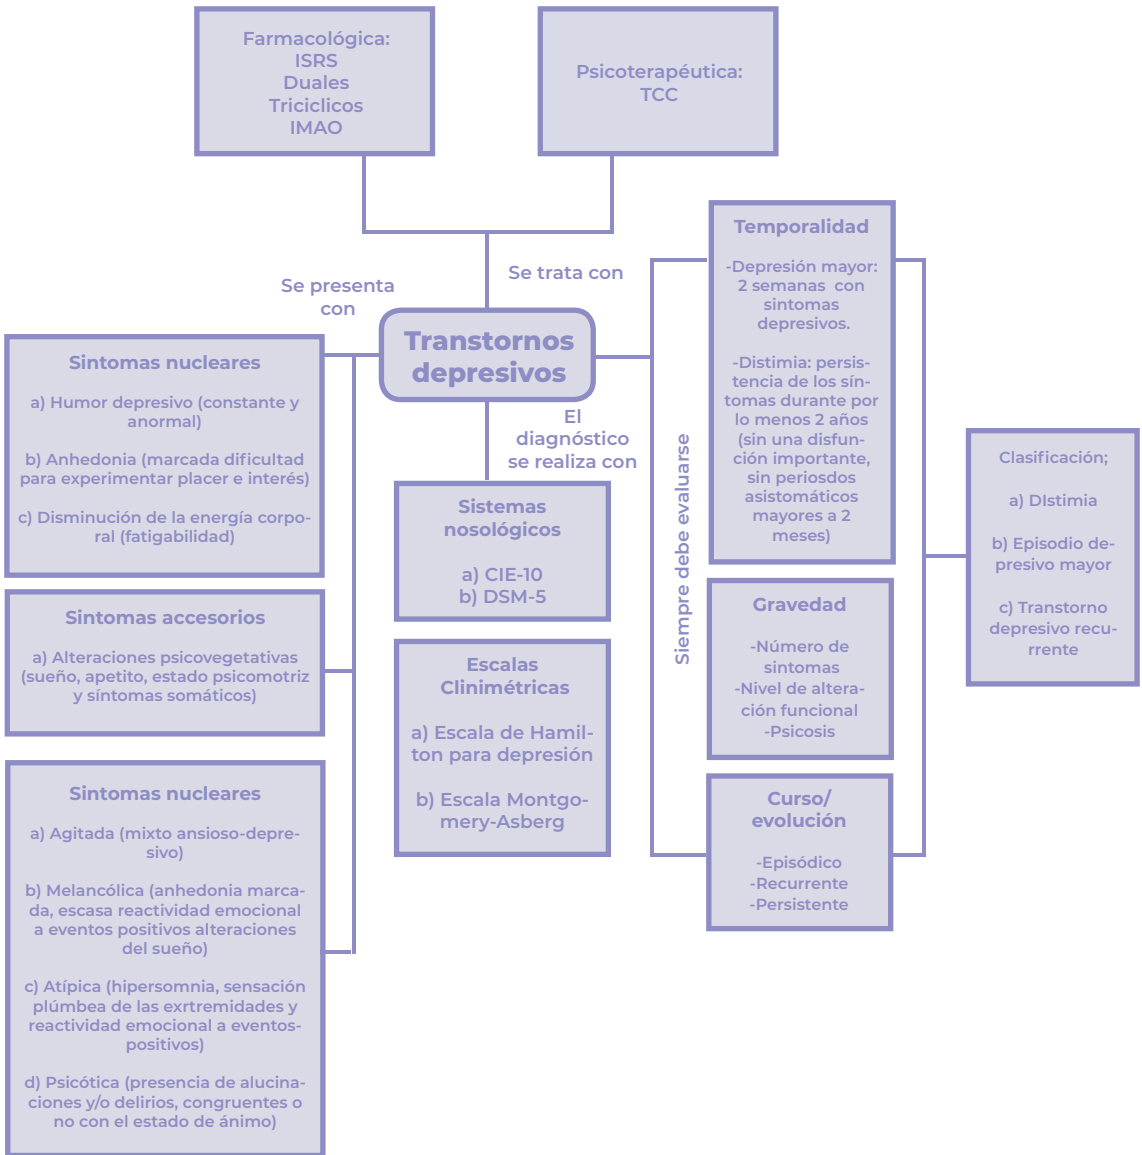 Farmacológica:
ISRS
Duales
Triciclicos
IMAO
Psicoterapéutica:
TCC
Se trata con
Se presenta
con
Transtornos
depresivos
El
diagnóstico
se realiza con
Siempre debe evaluarse
Sintomas nucleares
a) Humor depresivo (constante y
anormal)
b) Anhedonia (marcada dificultad
para experimentar placer e interés)
c) Disminución de la energía corpo-
ral (fatigabilidad)
Sintomas accesorios
a) Alteraciones psicovegetativas
(sueño, apetito, estado psicomotriz
y síntomas somáticos)
Sintomas nucleares
a) Agitada (mixto ansioso-depre-
sivo)
b) Melancólica (anhedonia marca-
da, escasa reactividad emocional
a eventos positivos alteraciones
del sueño)
c) Atípica (hipersomnia, sensación
plúmbea de las exrtremidades y
reactividad emocional a eventos-
positivos)
d) Psicótica (presencia de alucina-
ciones y/o delirios, congruentes o
no con el estado de ánimo)
Sistemas
nosológicos
a) CIE-10
b) DSM-5
Escalas
Clinimétricas
a) Escala de Hamil-
ton para depresión
b) Escala Montgo-
mery-Asberg
Temporalidad
-Depresión mayor:
2 semanas con
sintomas
depresivos.
-Distimia: persis-
tencia de los sín-
tomas durante por
lo menos 2 años
(sin una disfun-
ción importante,
sin periosdos
asistomáticos
mayores a 2
meses)
Gravedad
-Número de
sintomas
-Nivel de altera-
ción funcional
-Psicosis
Curso/
evolución
-Episódico
-Recurrente
-Persistente
Clasificación;
a) DIstimia
b) Episodio de-
presivo mayor
c) Transtorno
depresivo recu-
rrente